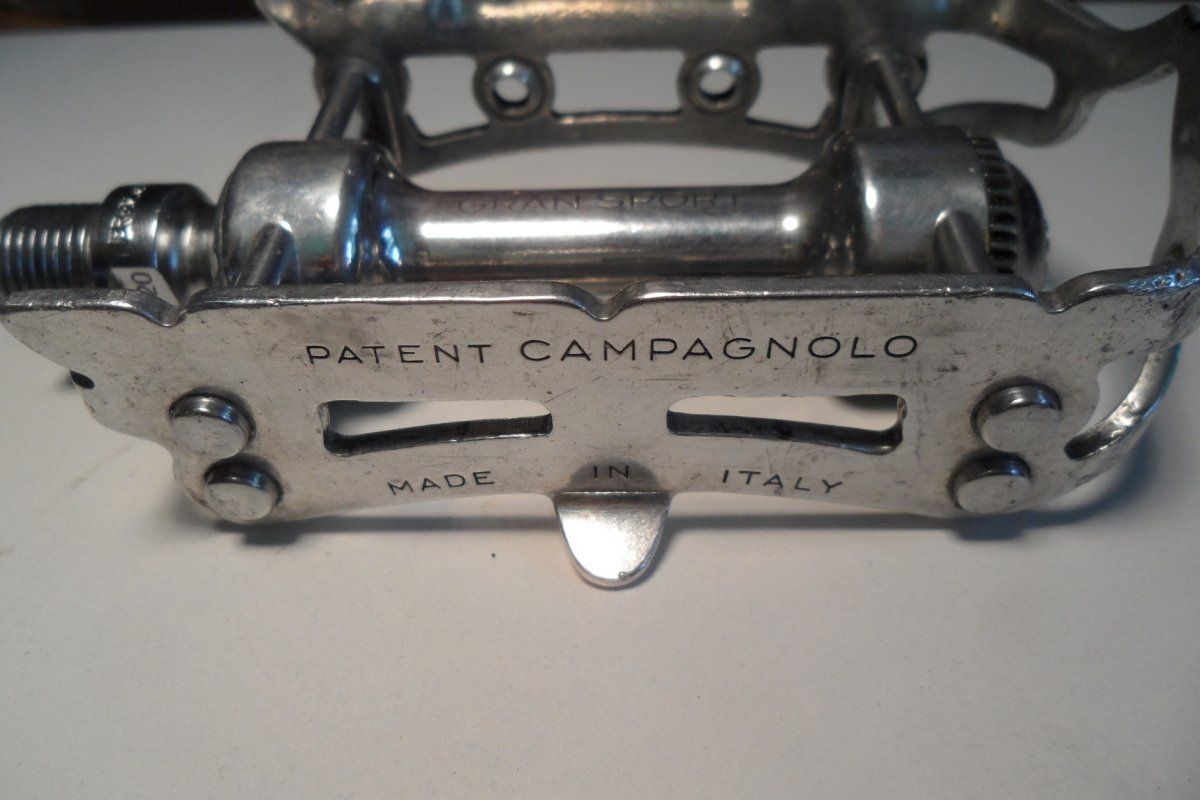 GRAN SPORT
PATENT CAMPAGNOLO
MADE IN ITALY